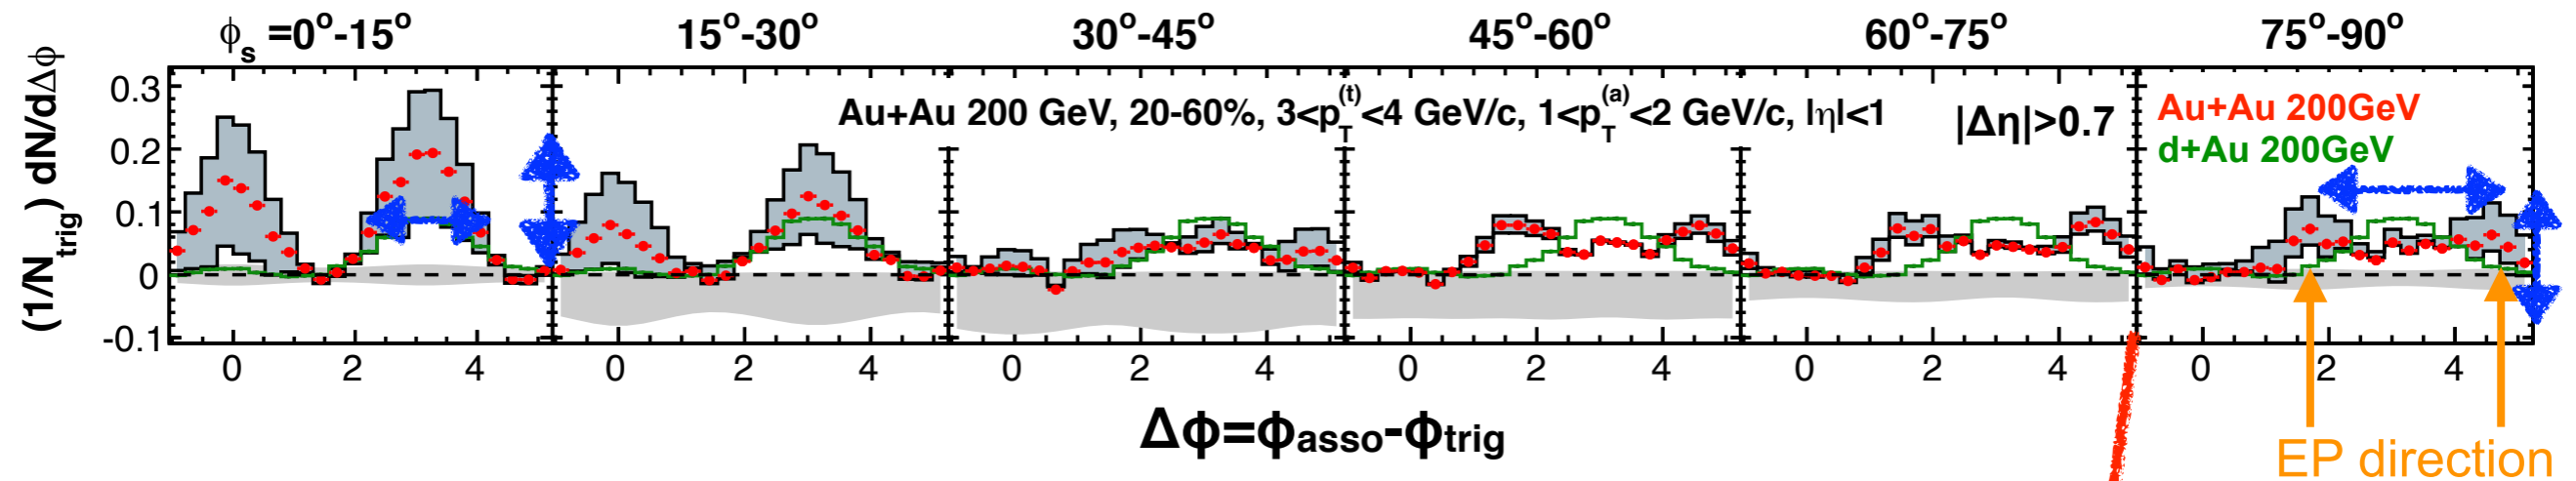 ϕs =0°-15° 15°-30° 30°-45° 45°-60° 60°-75° 75°-90°
(1/Ntrig) dN/dΔϕ
0.3
0.2
0.1
0
-0.1
Au+Au 200 GeV, 20-60%, 3<pT(t)<4 GeV/c, 1<pT(a)<2 GeV/c, |η|<1
|Δη|>0.7
Au+Au 200GeV
d+Au 200GeV
0 2 4 0 2 4 0 2 4 0 2 4 0 2 4 0 2 4
Δϕ=ϕasso-ϕtrig
EP direction